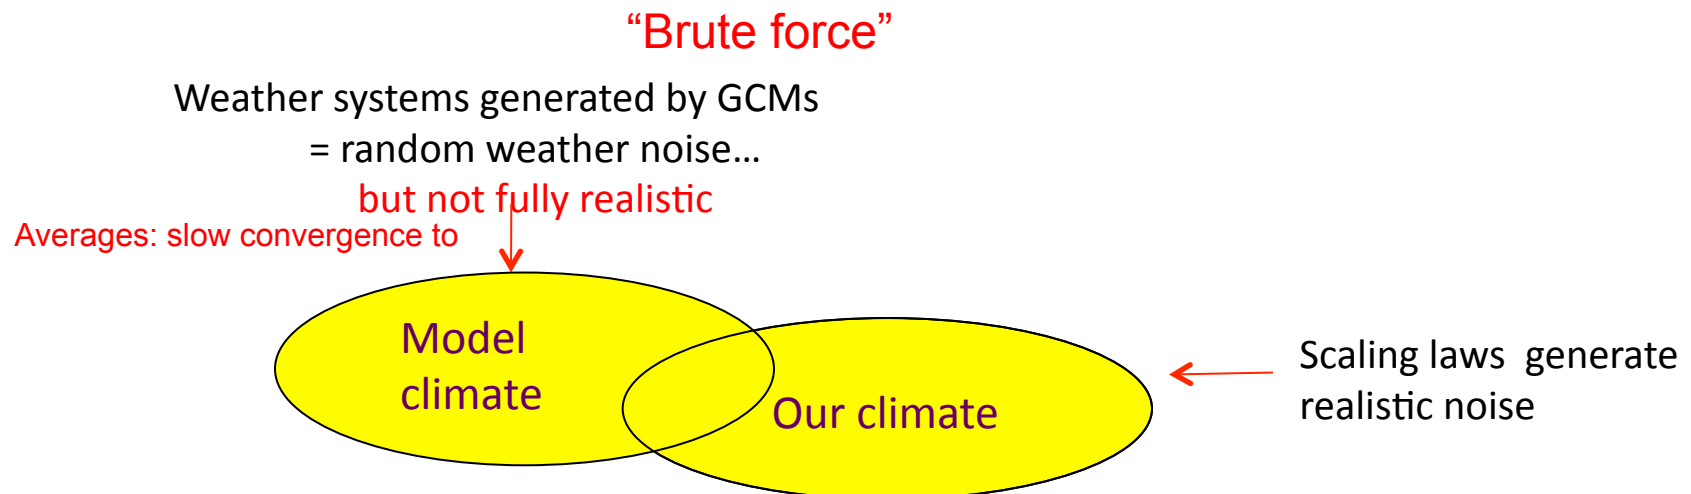 “Brute force”
Weather systems generated by GCMs
= random weather noise…
but not fully realistic
Averages: slow convergence to
Model
climate
Our climate
Scaling laws generate
realistic noise